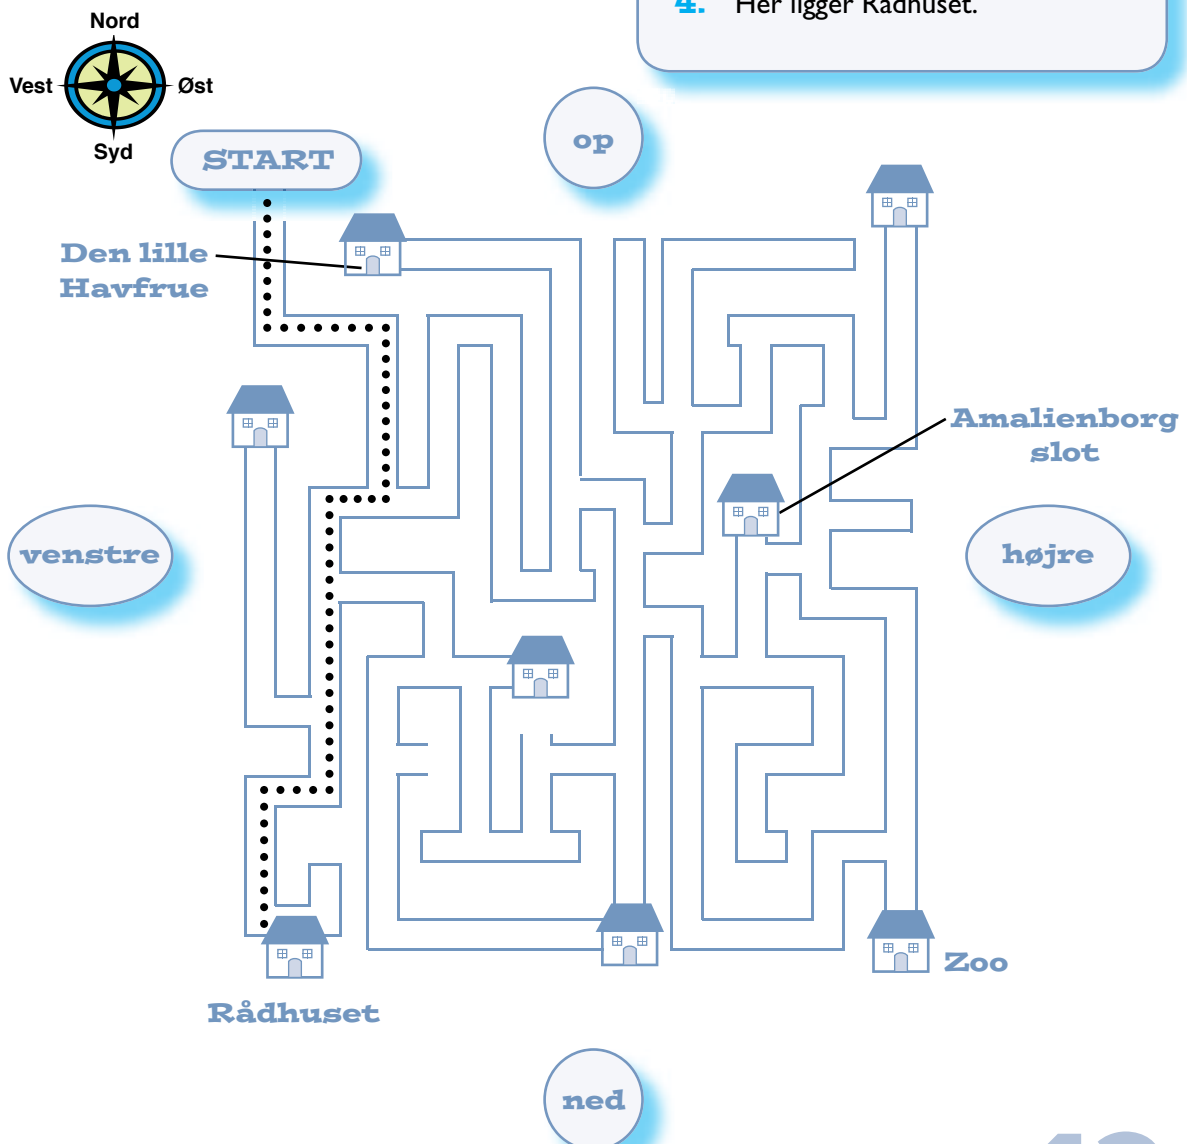 4. Her ligger Rådhuset.
Nord
Vest
Øst
Syd
START
op
Den lille
Havfrue
Amalienborg
slot
venstre
højre
Zoo
Rådhuset
ned